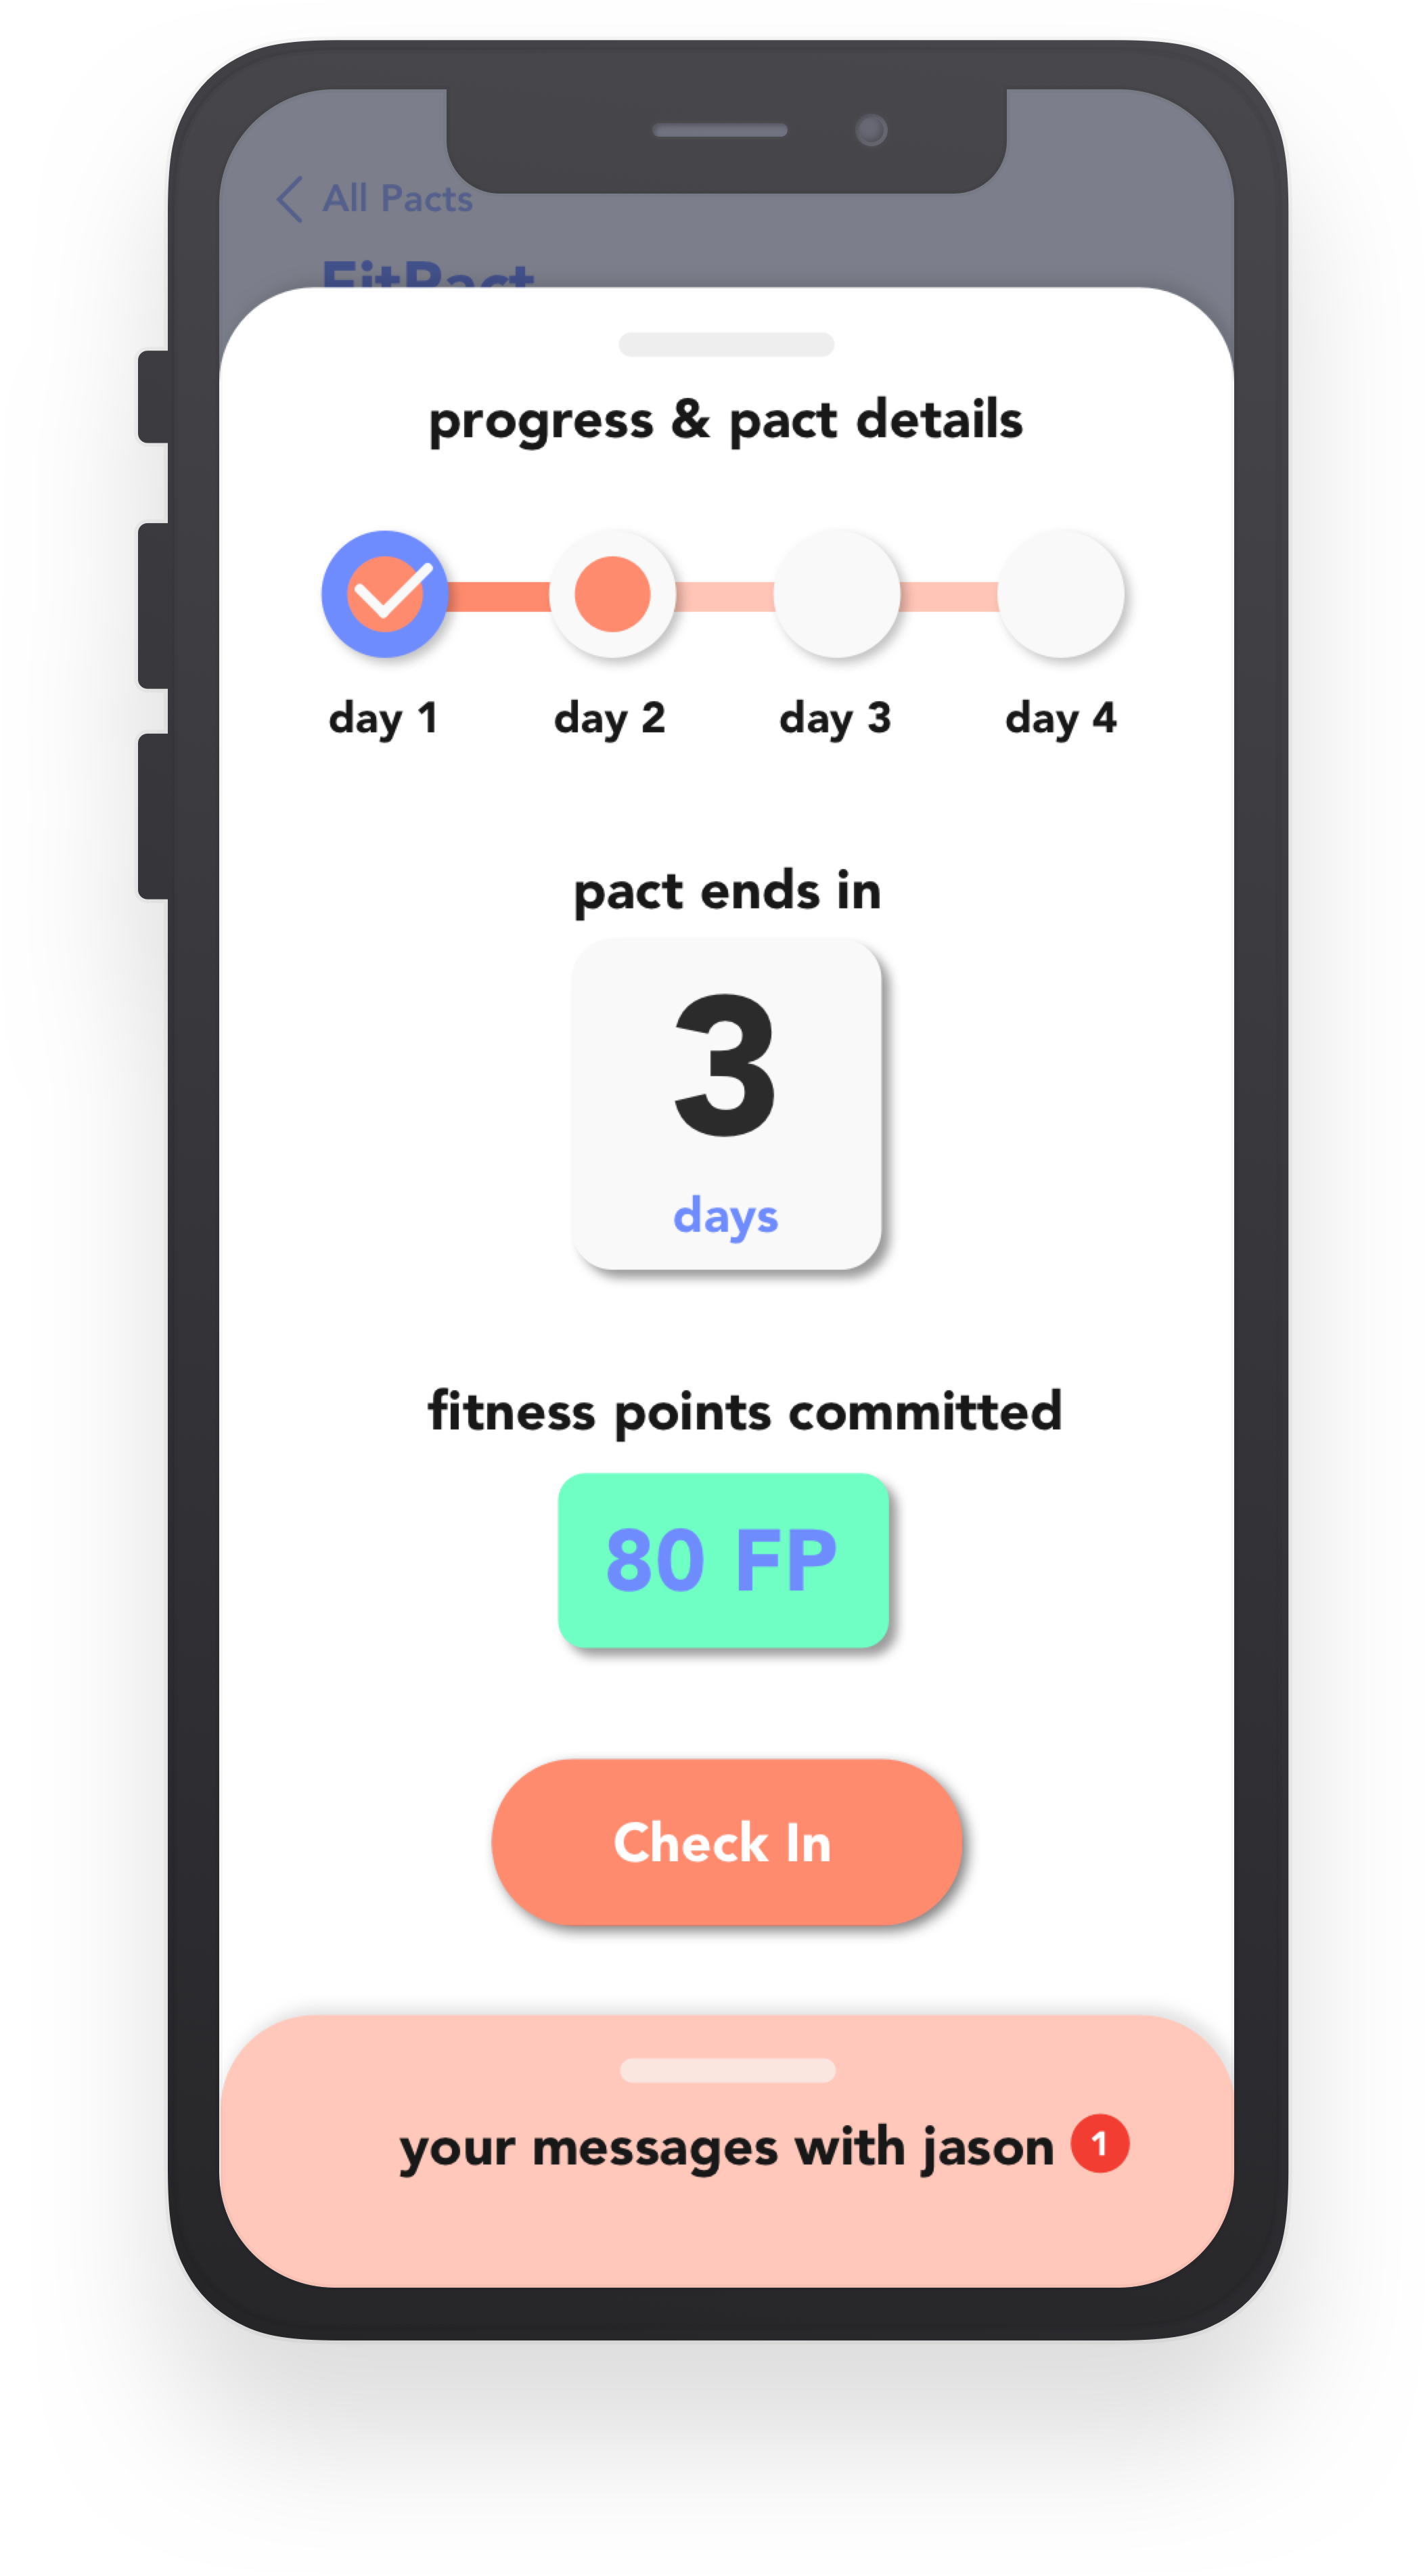 All Pacts
FitPact
progress & pact details
day 1 day 2 day 3 day 4
pact ends in
3
days
fitness points committed
80 FP
Check In
your messages with jason 1